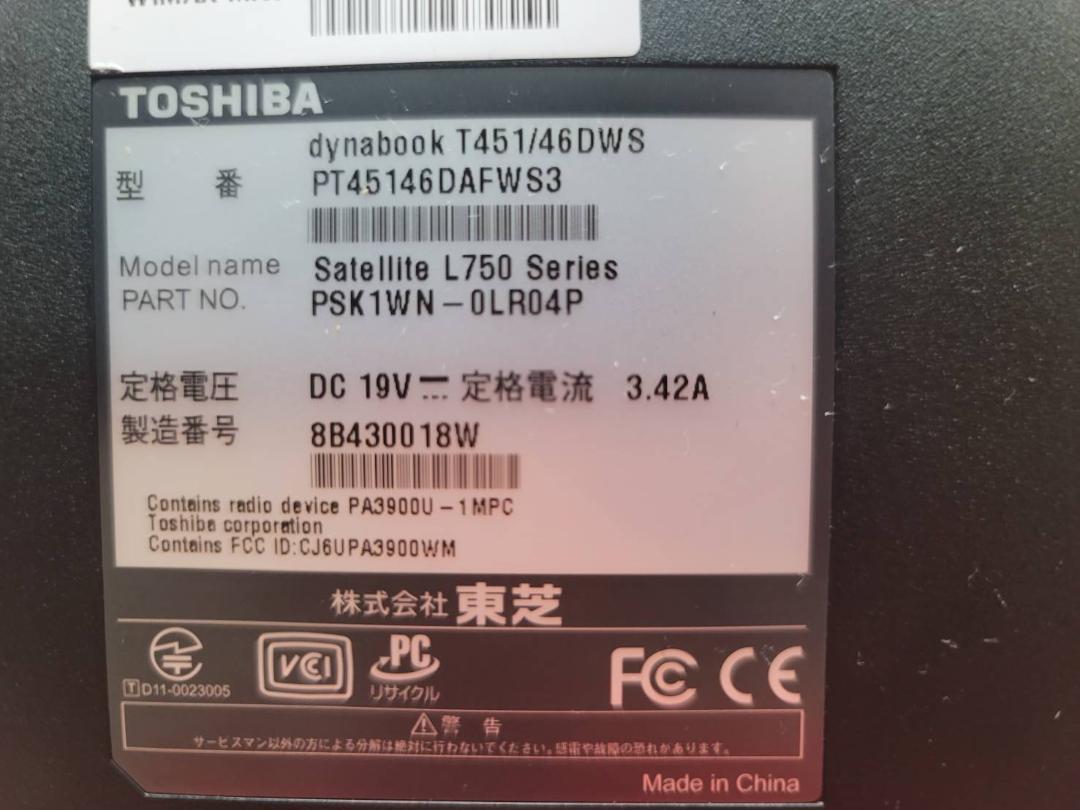 TOSHIBA
dynabook T451/46DWS
型 番 PT45146DAFWS3
Model name Satellite L750 Series
PART NO. PSK1WN-0LR04P
定格電圧 DC 19V 定格電流 3.42A
製造番号 8B430018W
Contains radio device PA3900U-1MPC
Toshiba corporation
Contains FCC ID:CJ6UPA3900WM
株式会社 東芝
T D11-0023005
VCCI
PC
リサイクル
FC CE
警 告
サービスマン以外の方による分解は絶対に行わないでください。感電や故障の恐れがあります。
Made in China